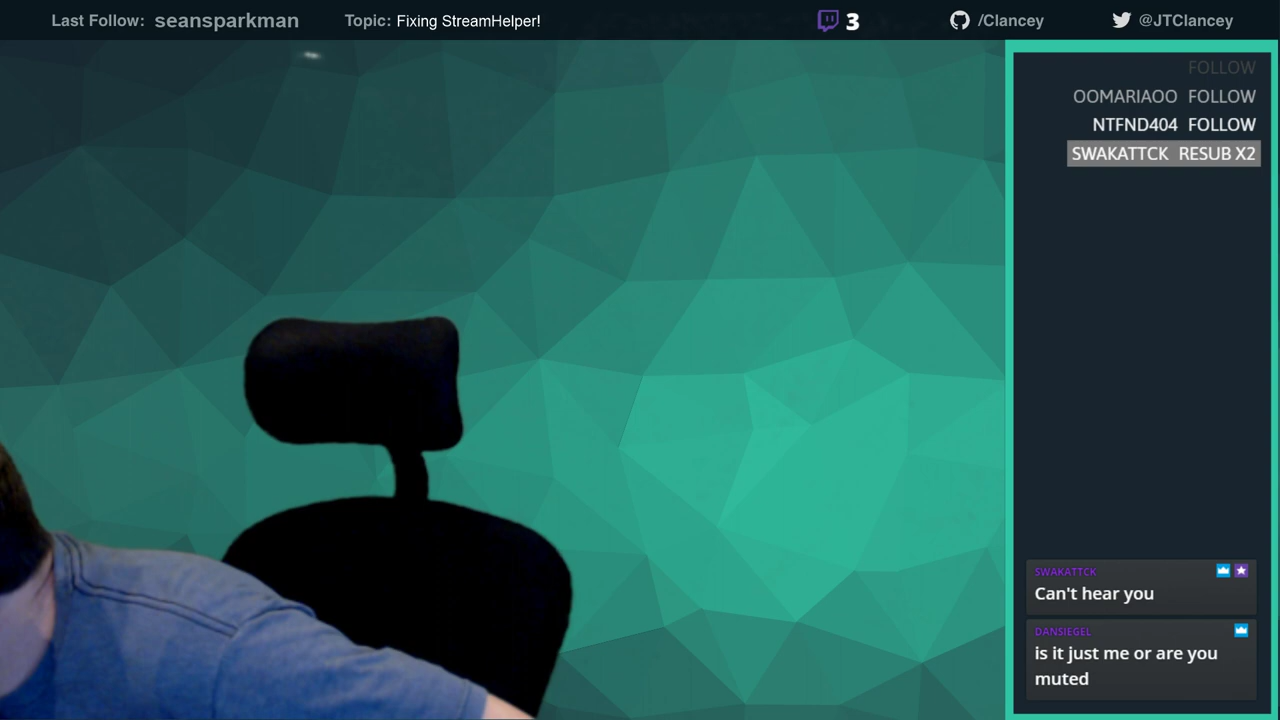 Last Follow: seansparkman
Topic: Fixing StreamHelper!
3
/Clancey
@JTClancey
FOLLOW
OOMARIAOO FOLLOW
NTFND404 FOLLOW
SWAKATTCK RESUB X2
SWAKATTCK
Can't hear you
DANSIEGEL
is it just me or are you
muted